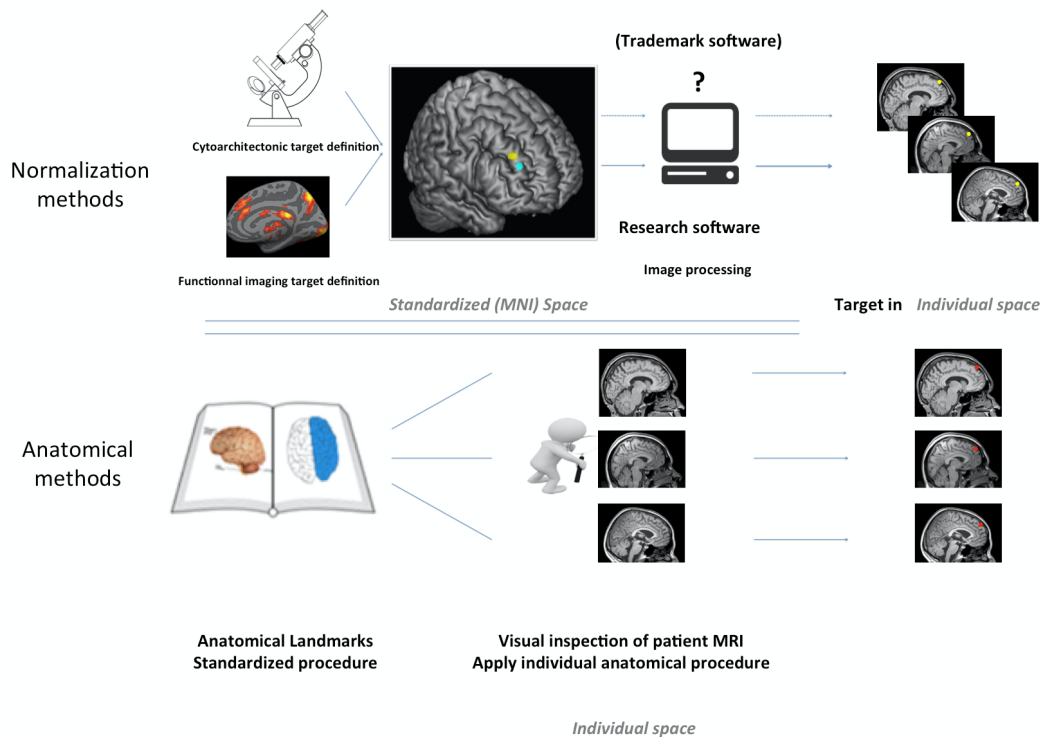 (Trademark software)
?
Cytoarchitectonic target definition
Normalization
methods
Research software
Functionnal imaging target definition
Image processing
Standardized (MNI) Space
Target in Individual space
Anatomical
methods
Anatomical Landmarks
Standardized procedure
Visual inspection of patient MRI
Apply individual anatomical procedure
Individual space